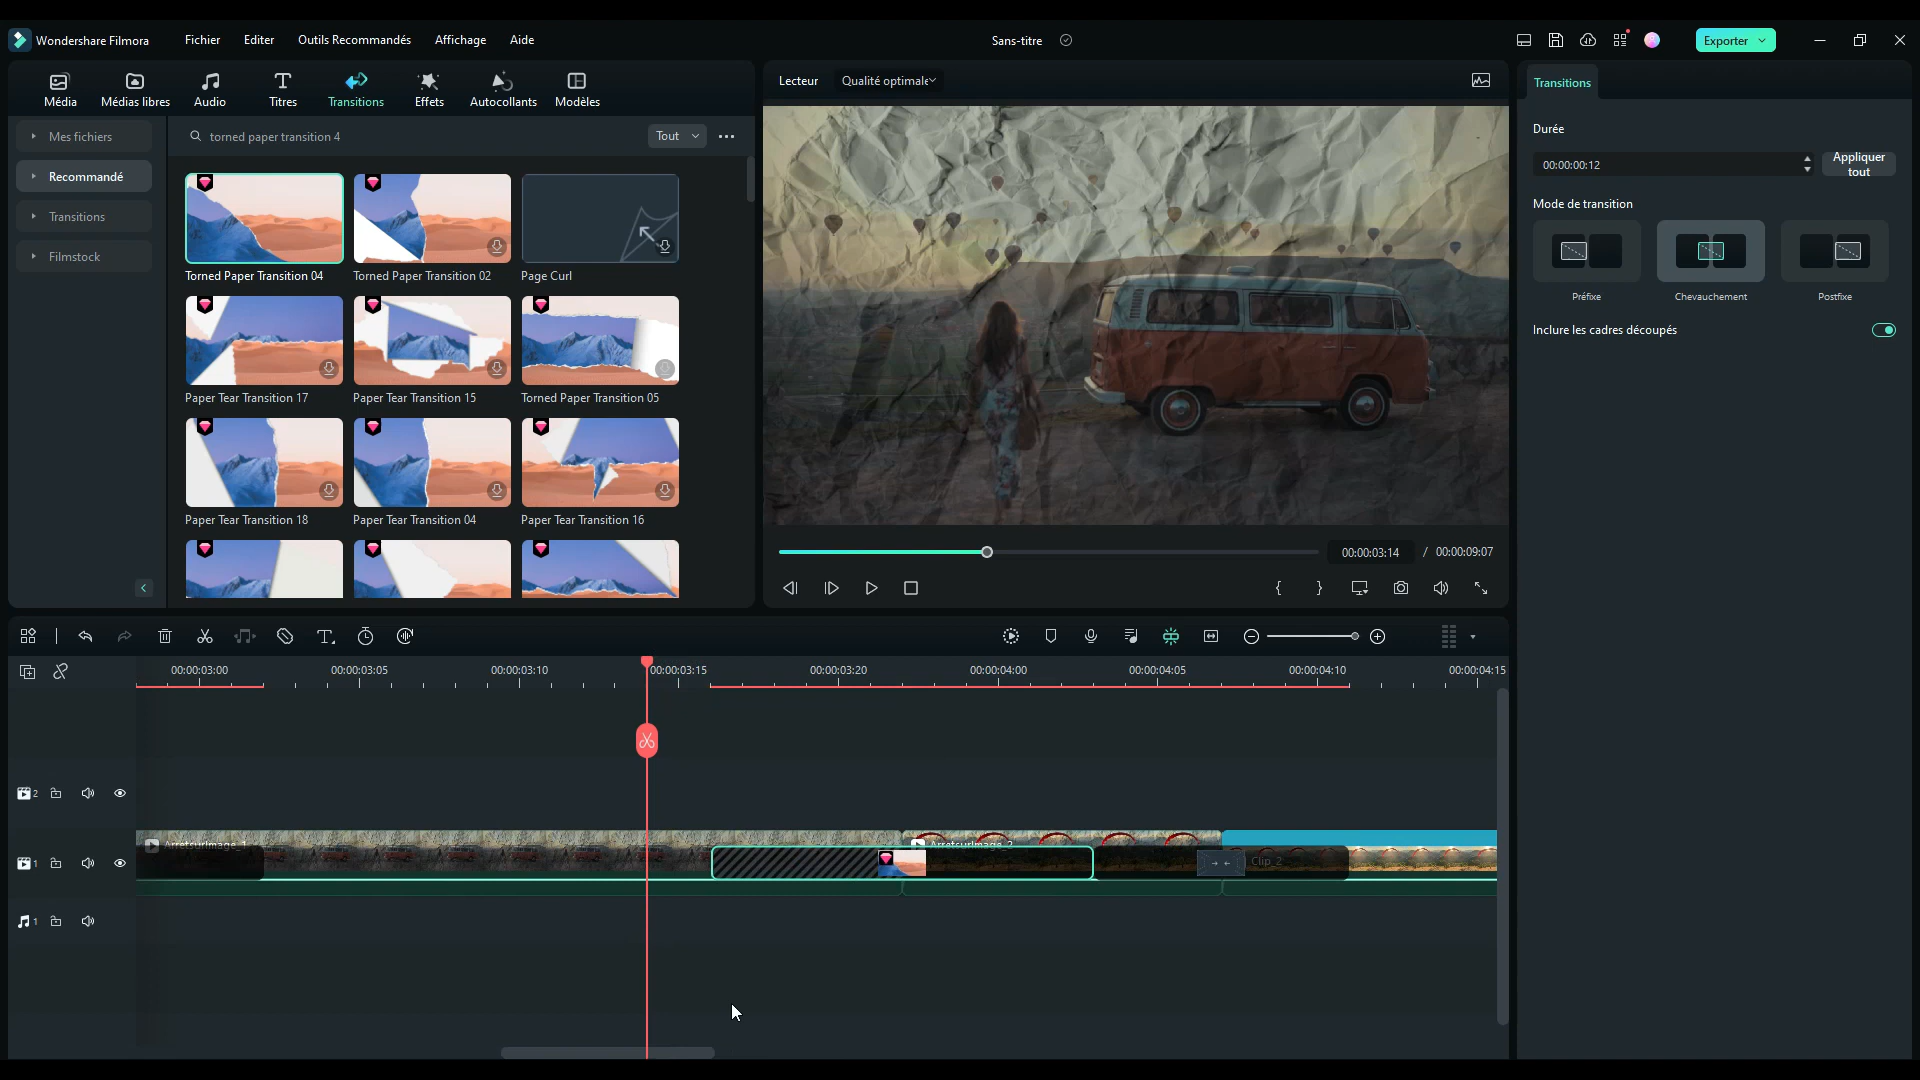 Wondershare Filmora
Fichier
Editer
Outils Recommandés
Affichage
Aide
Sans-titre
Exporter
Média
Médias libres
Audio
Titres
Transitions
Effets
Autocollants
Modèles
Lecteur
Qualité optimale
Transitions
Mes fichiers
Recommandé
Transitions
Filmstock
torned paper transition 4
Tout
Torned Paper Transition 04
Torned Paper Transition 02
Page Curl
Paper Tear Transition 17
Paper Tear Transition 15
Torned Paper Transition 05
Paper Tear Transition 18
Paper Tear Transition 04
Paper Tear Transition 16
Durée
00:00:00:12
Appliquer
tout
Mode de transition
Préfixe
Chevauchement
Postfixe
Inclure les cadres découpés
00:00:03:14
/
00:00:09:07
00:00:03:00
00:00:03:05
00:00:03:10
00:00:03:15
00:00:03:20
00:00:04:00
00:00:04:05
00:00:04:10
00:00:04:15
2
ArretsurImage_1
ArretsurImage_2
Clip_2
1
1